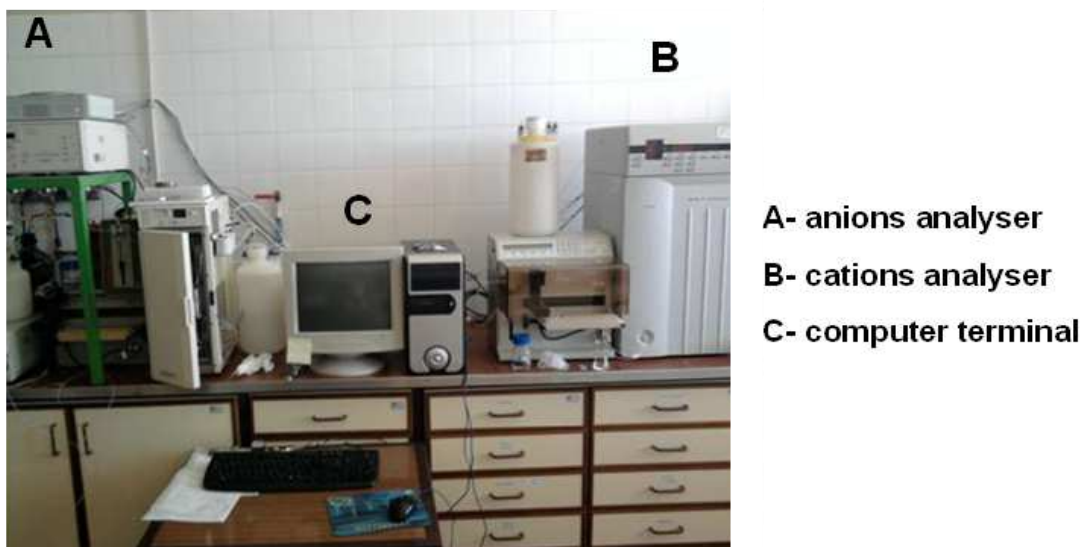 A
B
C
A- anions analyser
B- cations analyser
C- computer terminal